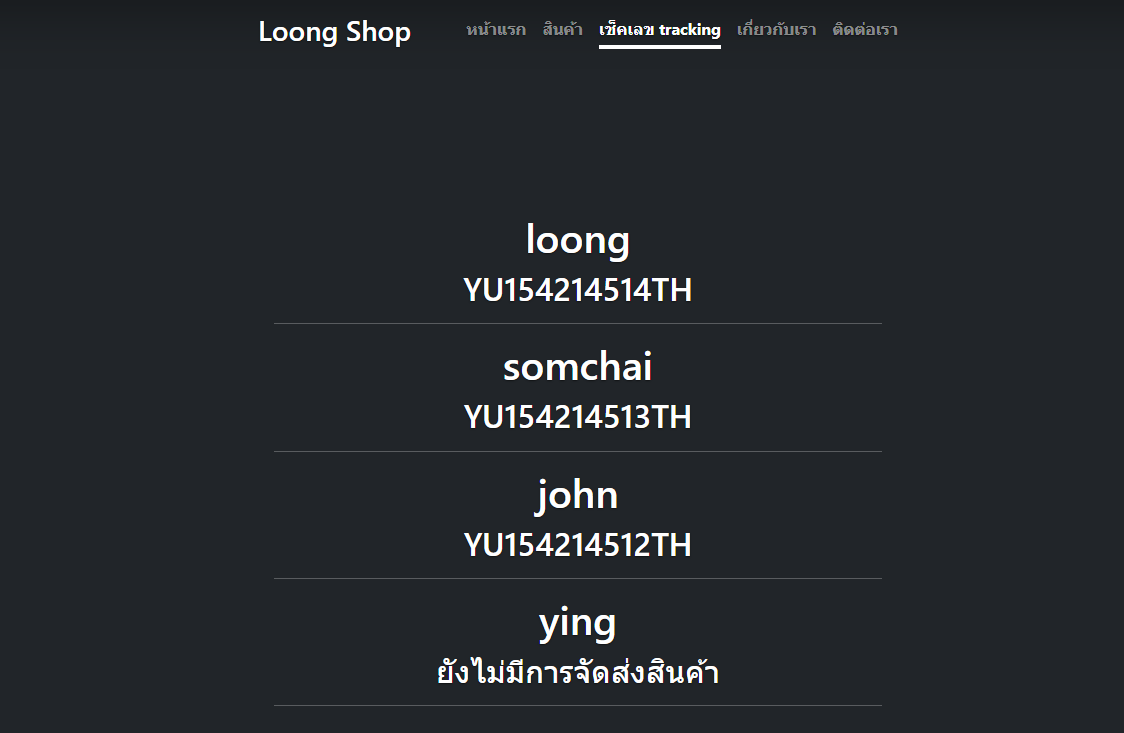 Loong Shop หน้าแรก สินค้า เช็คเลข tracking เกี่ยวกับเรา ติดต่อเรา
loong
YU154214514TH
somchai
YU154214513TH
john
YU154214512TH
ying
ยังไม่มีการจัดส่งสินค้า